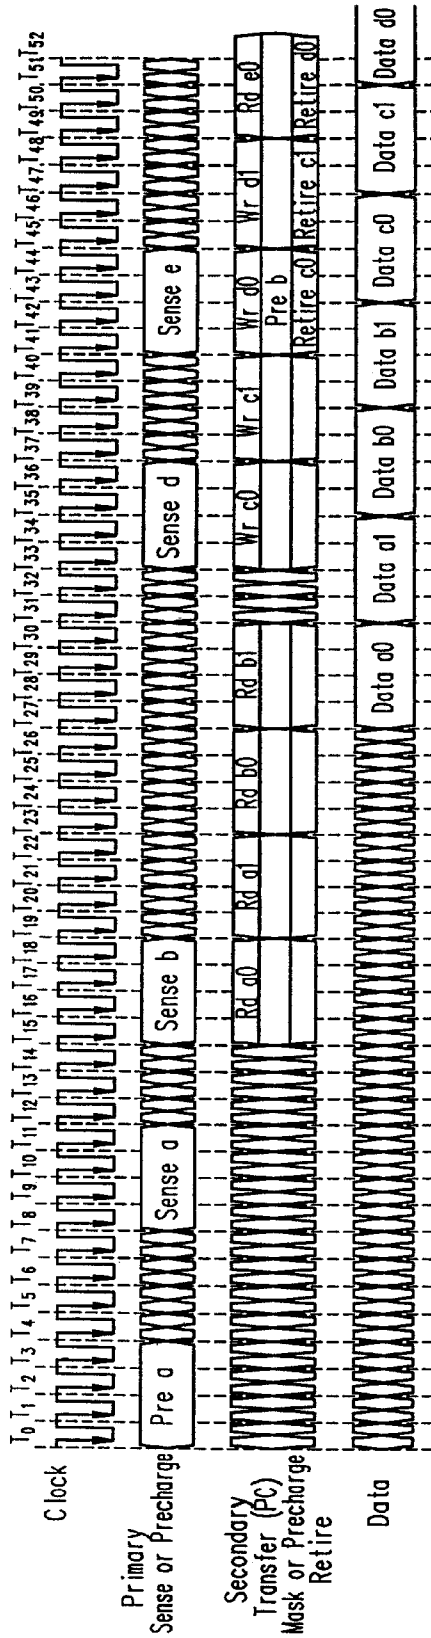 T0 T1 T2 T3 T4 T5 T6 T7 T8 T9 T10 T11 T12 T13 T14 T15 T16 T17 T18 T19 T20 T21 T22 T23 T24 T25 T26 T27 T28 T29 T30 T31 T32 T33 T34 T35 T36 T37 T38 T39 T40 T41 T42 T43 T44 T45 T46 T47 T48 T49 T50 T51 T52
Clock
Primary
Sense or Precharge
Pre a Sense a Sense b Sense d Sense e
Secondary
Transfer (PC)
Mask or Precharge
Retire
Rd a0 Rd a1 Rd b0 Rd b1 Wr c0 Wr c1 Wr d0 Wr d1 Rd e0
Pre b
Retire c0 Retire c1 Retire d0
Data
Data a0 Data a1 Data b0 Data b1 Data c0 Data c1 Data d0